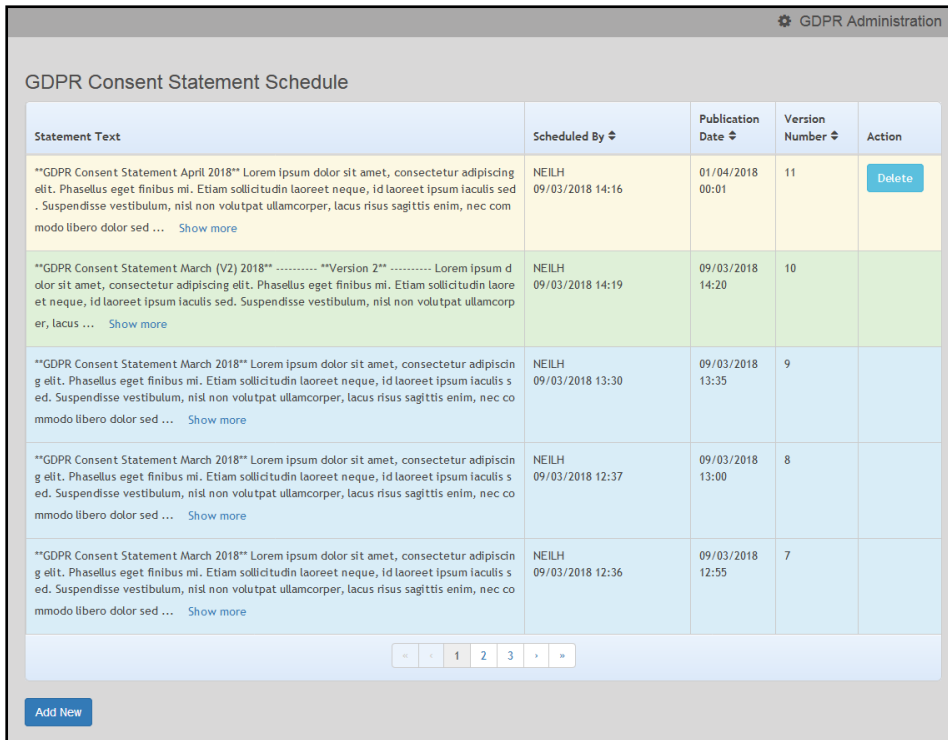 GDPR Administration
GDPR Consent Statement Schedule
Statement Text
Scheduled By
Publication Date
Version Number
Action
**GDPR Consent Statement April 2018** Lorem ipsum dolor sit amet, consectetur adipiscing
elit. Phasellus eget finibus mi. Etiam sollicitudin laoreet neque, id laoreet ipsum iaculis sed
. Suspendisse vestibulum, nisl non volutpat ullamcorper, lacus risus sagittis enim, nec com
modo libero dolor sed ... Show more
NEILH
09/03/2018 14:16
01/04/2018
00:01
11
Delete
**GDPR Consent Statement March (V2) 2018** ---------- **Version 2** ---------- Lorem ipsum d
olor sit amet, consectetur adipiscing elit. Phasellus eget finibus mi. Etiam sollicitudin laore
et neque, id laoreet ipsum iaculis sed. Suspendisse vestibulum, nisl non volutpat ullamcorp
er, lacus ... Show more
NEILH
09/03/2018 14:19
09/03/2018
14:20
10
**GDPR Consent Statement March 2018** Lorem ipsum dolor sit amet, consectetur adipiscin
g elit. Phasellus eget finibus mi. Etiam sollicitudin laoreet neque, id laoreet ipsum iaculis s
ed. Suspendisse vestibulum, nisl non volutpat ullamcorper, lacus risus sagittis enim, nec co
mmodo libero dolor sed ... Show more
NEILH
09/03/2018 13:30
09/03/2018
13:35
9
**GDPR Consent Statement March 2018** Lorem ipsum dolor sit amet, consectetur adipiscin
g elit. Phasellus eget finibus mi. Etiam sollicitudin laoreet neque, id laoreet ipsum iaculis s
ed. Suspendisse vestibulum, nisl non volutpat ullamcorper, lacus risus sagittis enim, nec co
mmodo libero dolor sed ... Show more
NEILH
09/03/2018 12:37
09/03/2018
13:00
8
**GDPR Consent Statement March 2018** Lorem ipsum dolor sit amet, consectetur adipiscin
g elit. Phasellus eget finibus mi. Etiam sollicitudin laoreet neque, id laoreet ipsum iaculis s
ed. Suspendisse vestibulum, nisl non volutpat ullamcorper, lacus risus sagittis enim, nec co
mmodo libero dolor sed ... Show more
NEILH
09/03/2018 12:36
09/03/2018
12:55
7
« ‹ 1 2 3 › »
Add New